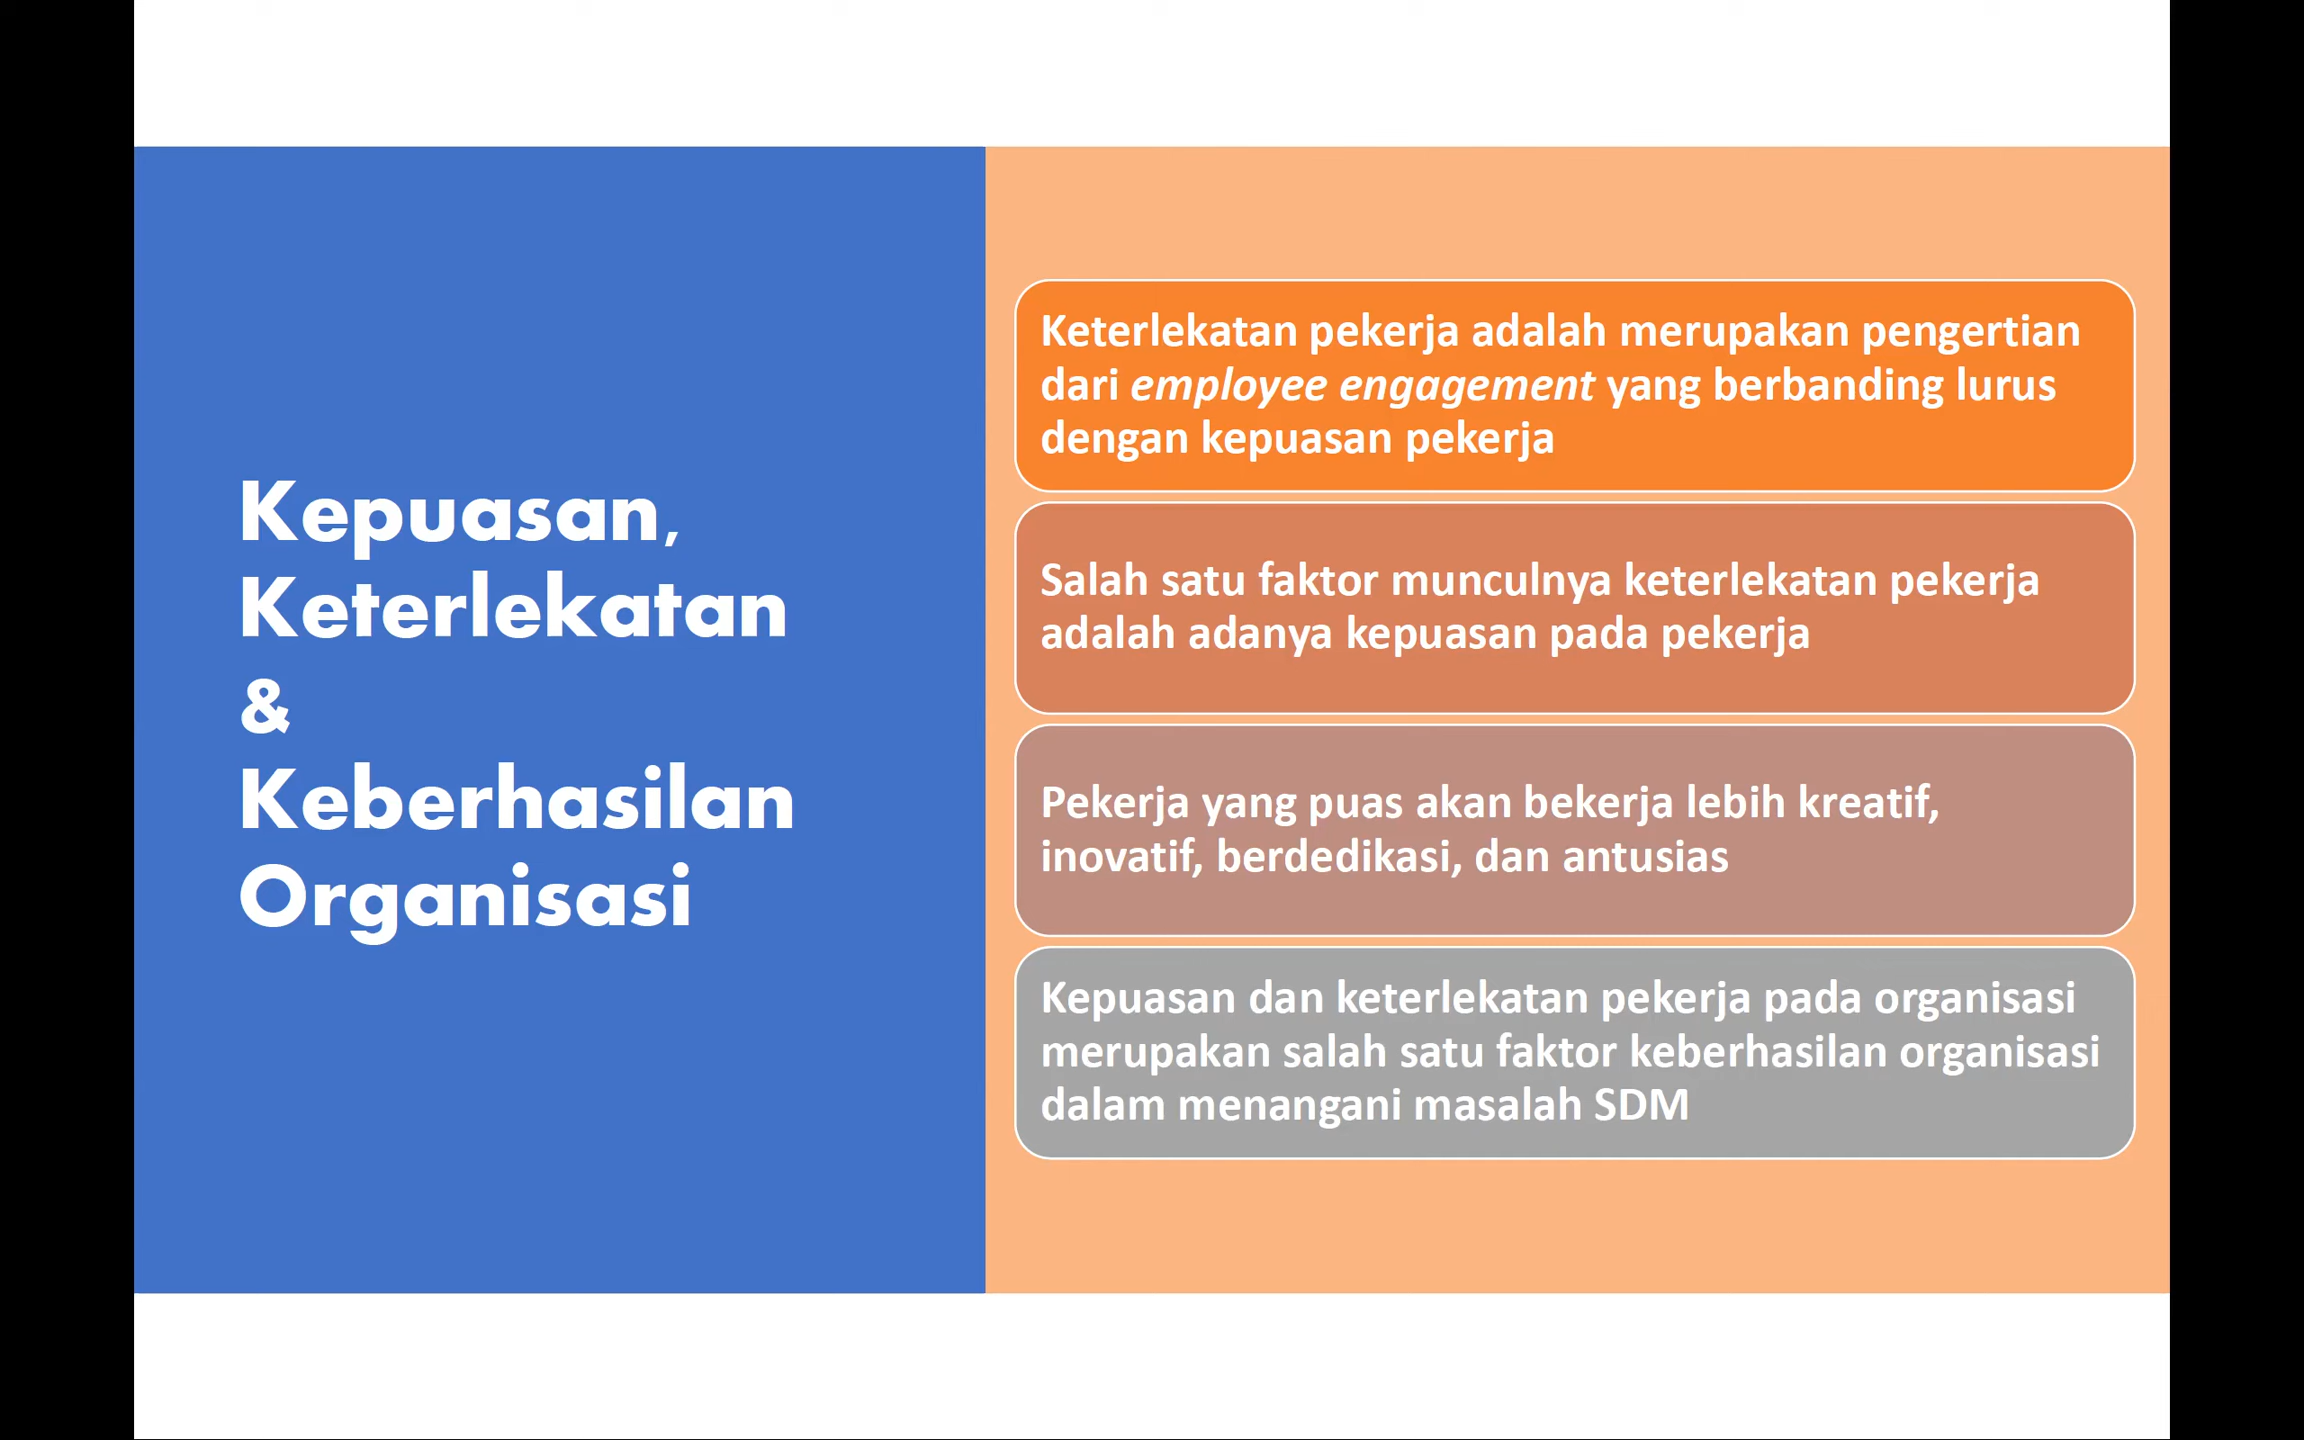 Kepuasan,
Keterlekatan
&
Keberhasilan
Organisasi
Keterlekatan pekerja adalah merupakan pengertian
dari employee engagement yang berbanding lurus
dengan kepuasan pekerja
Salah satu faktor munculnya keterlekatan pekerja
adalah adanya kepuasan pada pekerja
Pekerja yang puas akan bekerja lebih kreatif,
inovatif, berdedikasi, dan antusias
Kepuasan dan keterlekatan pekerja pada organisasi
merupakan salah satu faktor keberhasilan organisasi
dalam menangani masalah SDM